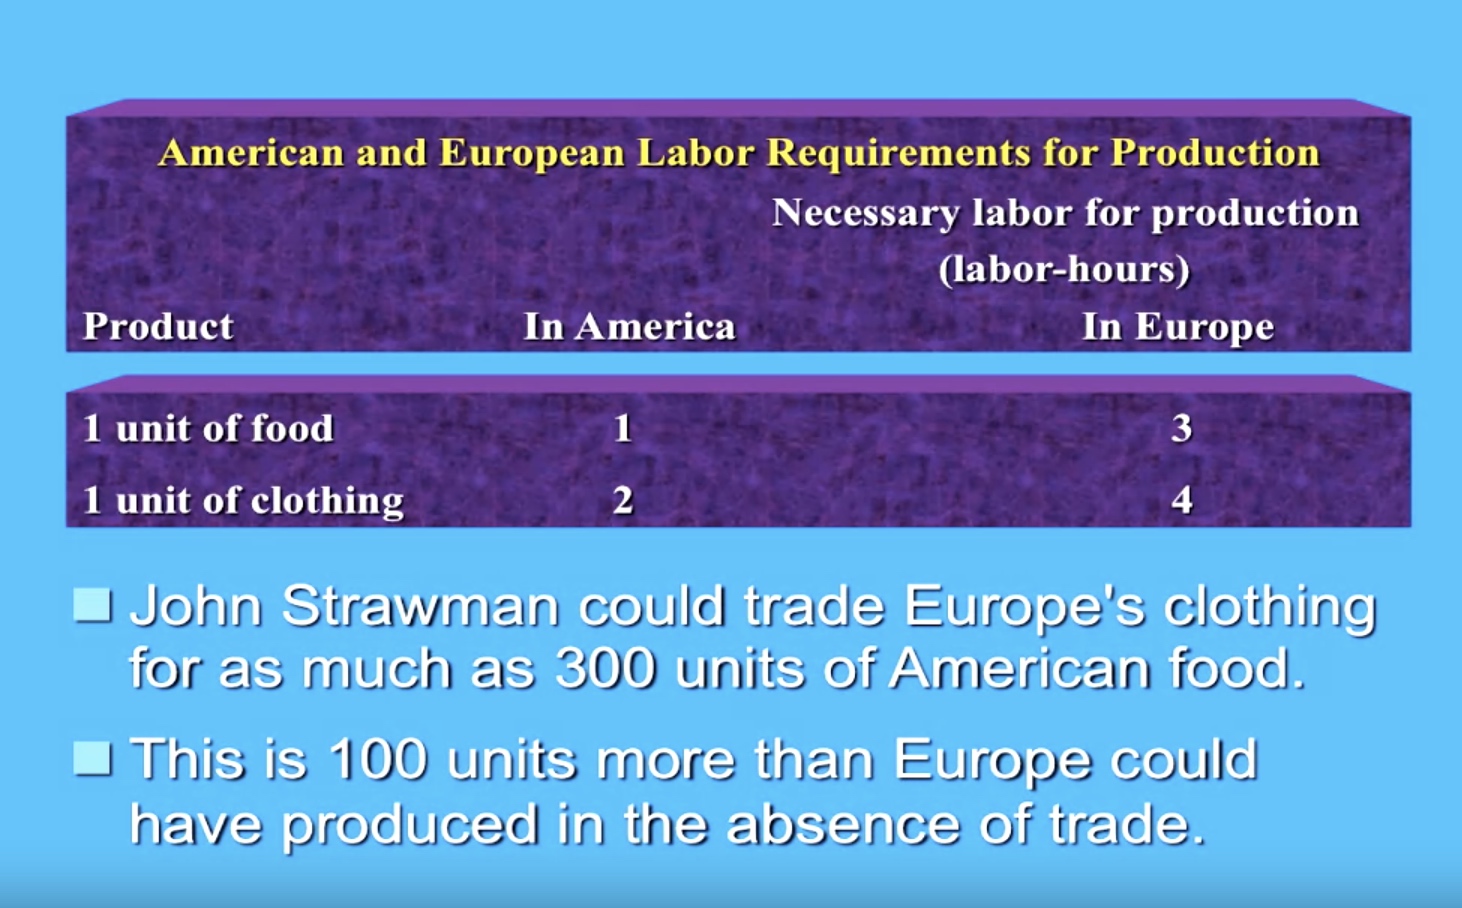 American and European Labor Requirements for Production
Necessary labor for production
(labor-hours)
Product In America In Europe
1 unit of food 1 3
1 unit of clothing 2 4
John Strawman could trade Europe's clothing
for as much as 300 units of American food.
This is 100 units more than Europe could
have produced in the absence of trade.